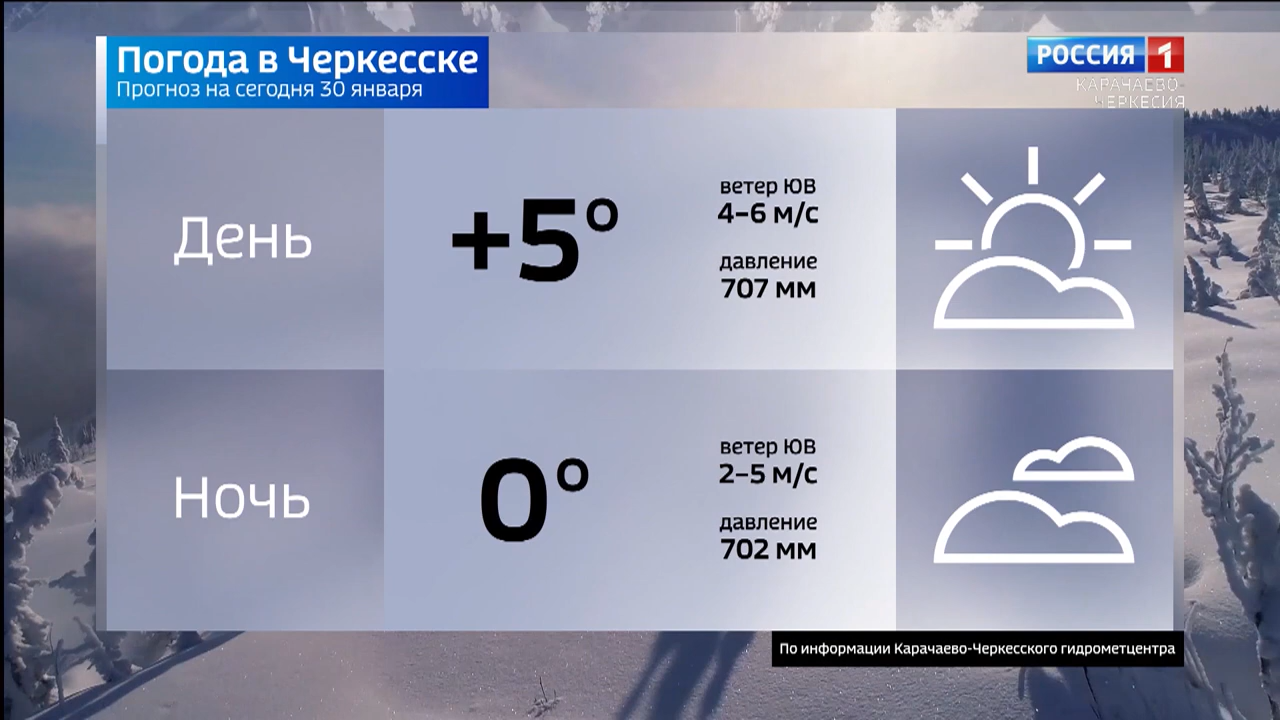 Погода в Черкесске
Прогноз на сегодня 30 января
РОССИЯ 1
КАРАЧАЕВО-
ЧЕРКЕСИЯ
День
+5°
ветер ЮВ
4–6 м/с
давление
707 мм
Ночь
0°
ветер ЮВ
2–5 м/с
давление
702 мм
По информации Карачаево-Черкесского гидрометцентра